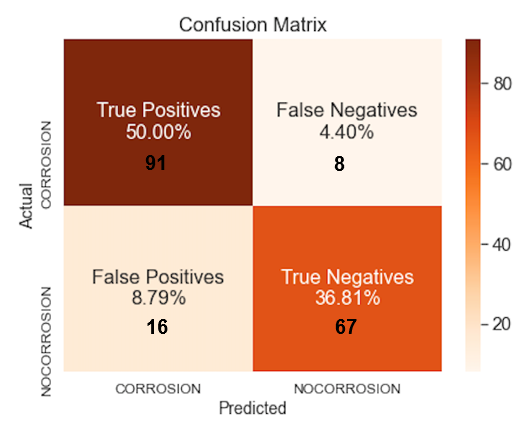 Confusion Matrix
True Positives
50.00%
91
False Negatives
4.40%
8
False Positives
8.79%
16
True Negatives
36.81%
67
Actual
CORROSION
NOCORROSION
CORROSION
NOCORROSION
Predicted
80
60
40
20